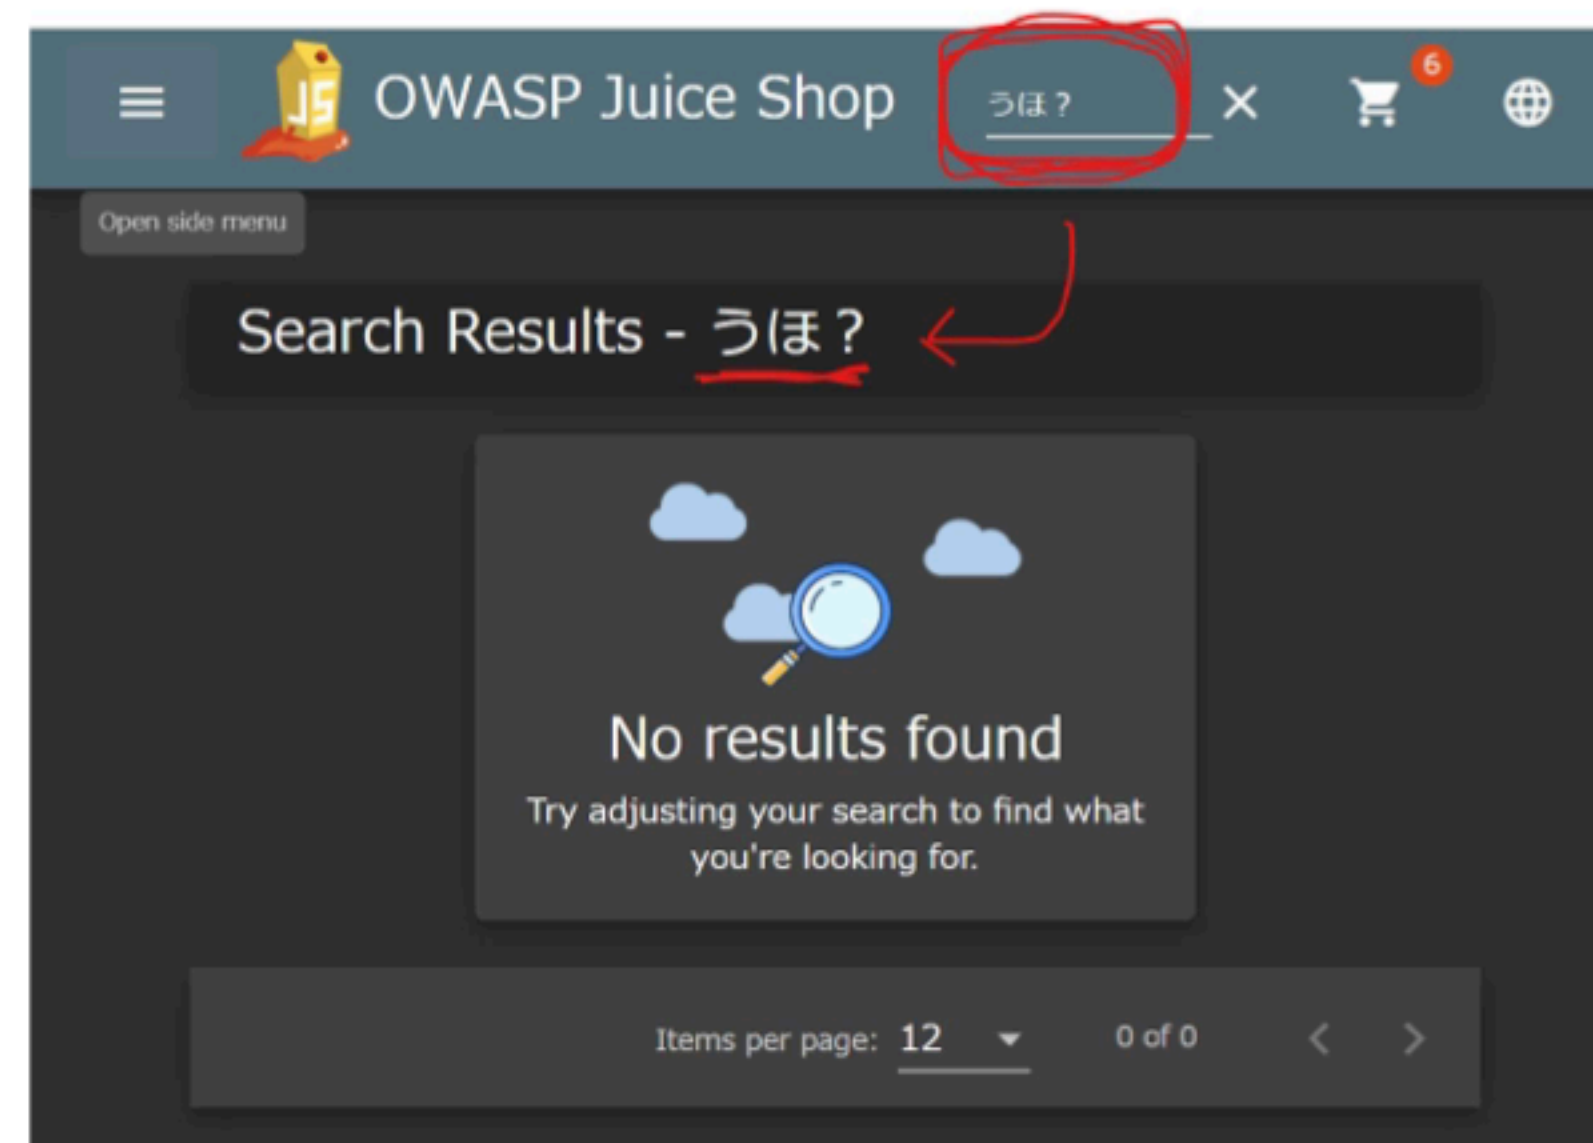 JS OWASP Juice Shop うほ？ 6
Open side menu
Search Results - うほ？
No results found
Try adjusting your search to find what
you're looking for.
Items per page: 12 0 of 0